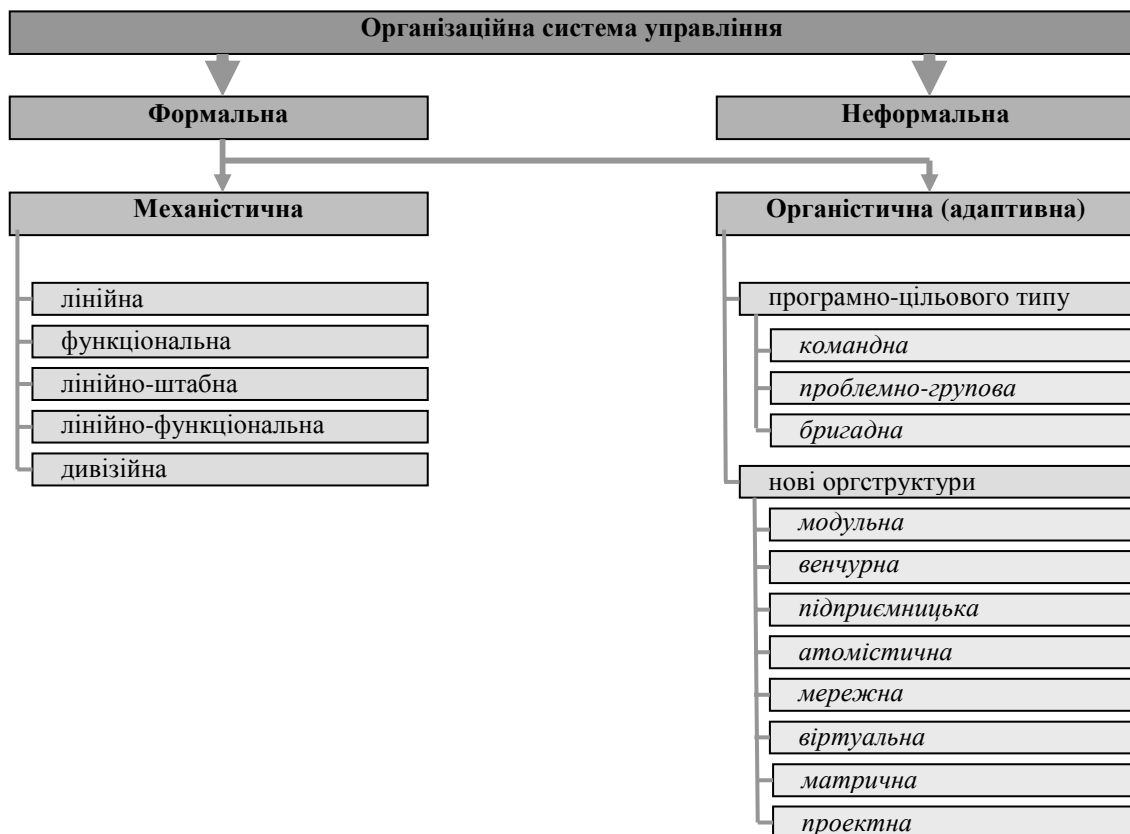 Організаційна система управління
Формальна
Неформальна
Механістична
Органістична (адаптивна)
лінійна
функціональна
лінійно-штабна
лінійно-функціональна
дивізійна
програмно-цільового типу
командна
проблемно-групова
бригадна
нові оргструктури
модульна
венчурна
підприємницька
атомістична
мережна
віртуальна
матрична
проектна